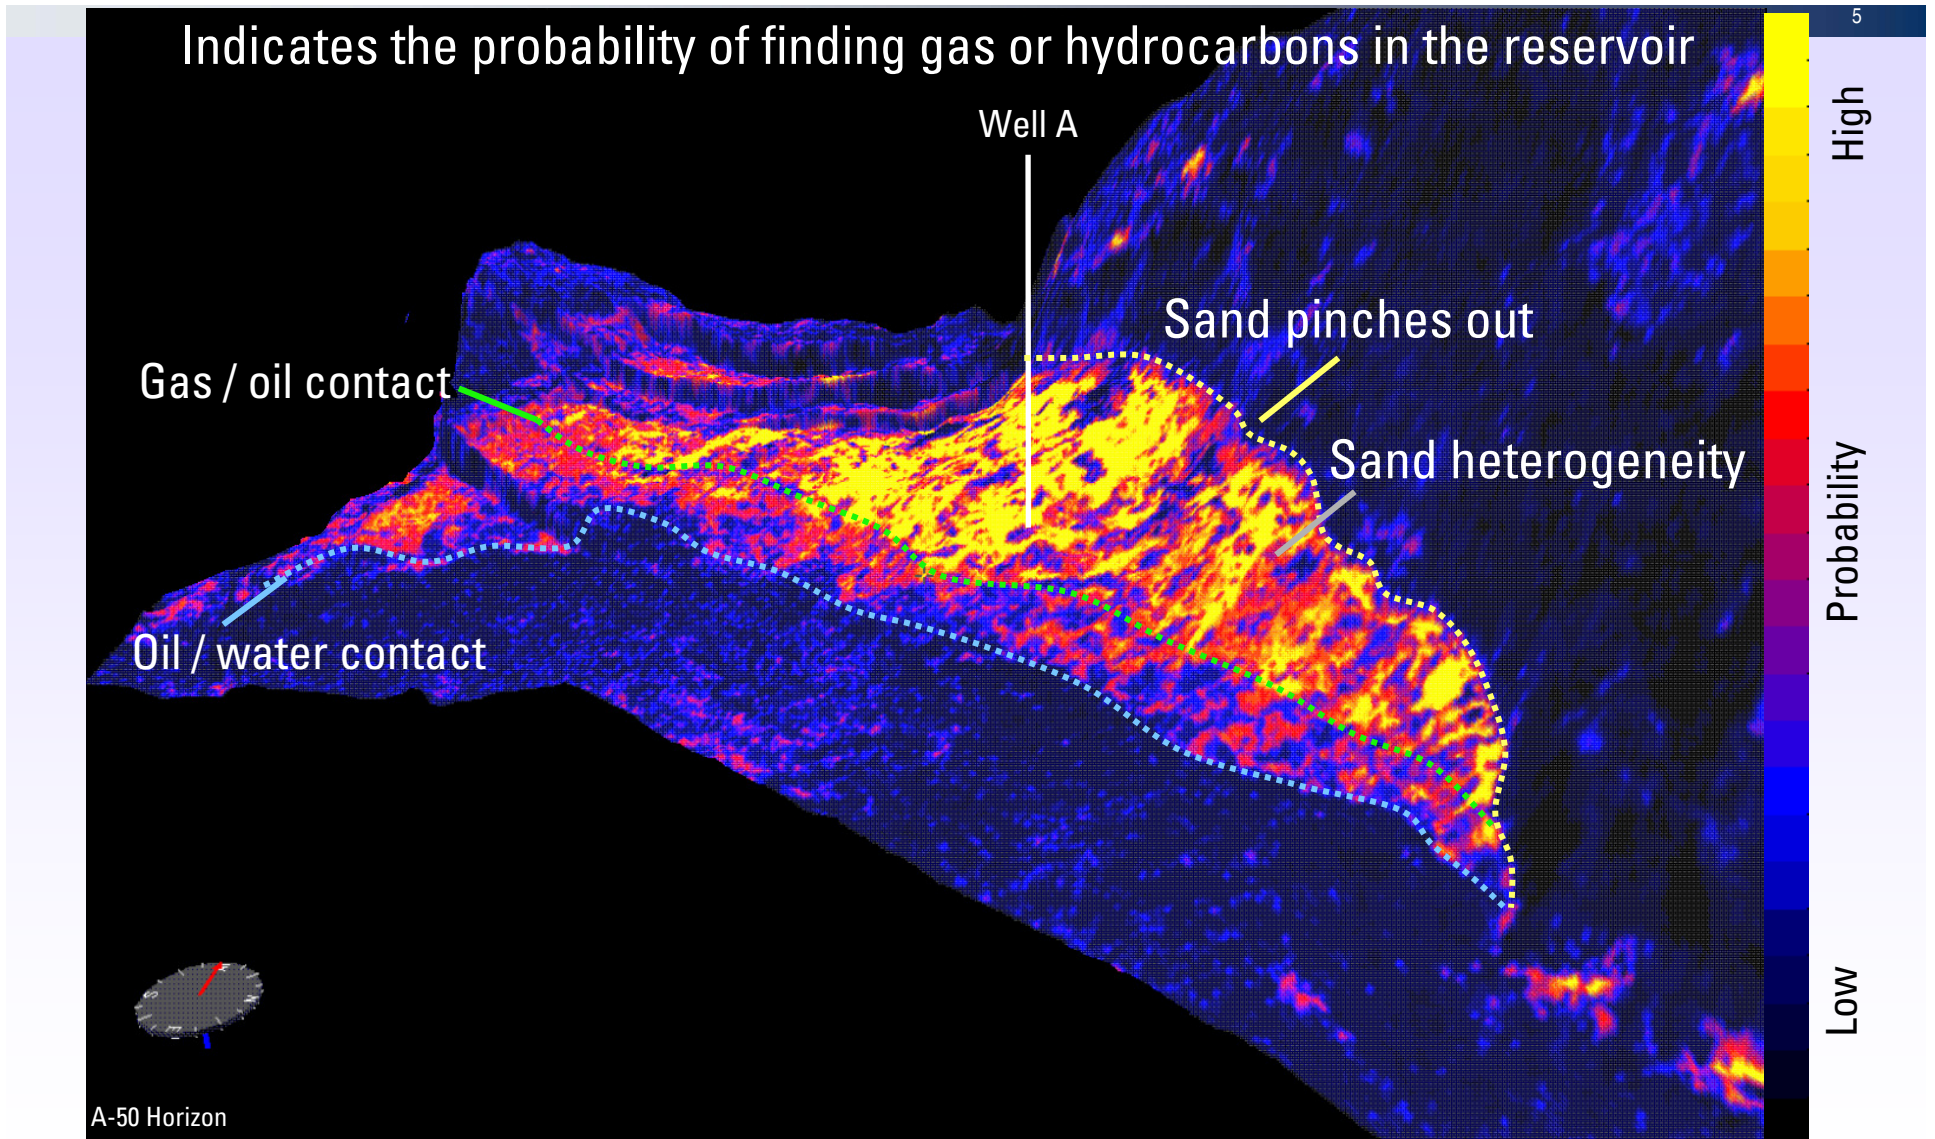 5
Indicates the probability of finding gas or hydrocarbons in the reservoir
Well A
High
Sand pinches out
Gas / oil contact
Sand heterogeneity
Probability
Oil / water contact
Low
S
E
N
A-50 Horizon